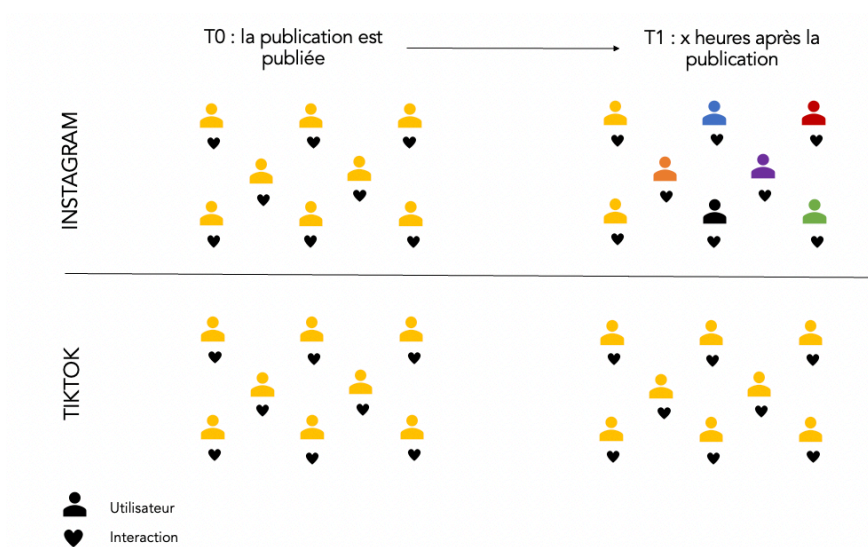 T0 : la publication est
publiée
T1 : x heures après la
publication
INSTAGRAM
TIKTOK
Utilisateur
Interaction